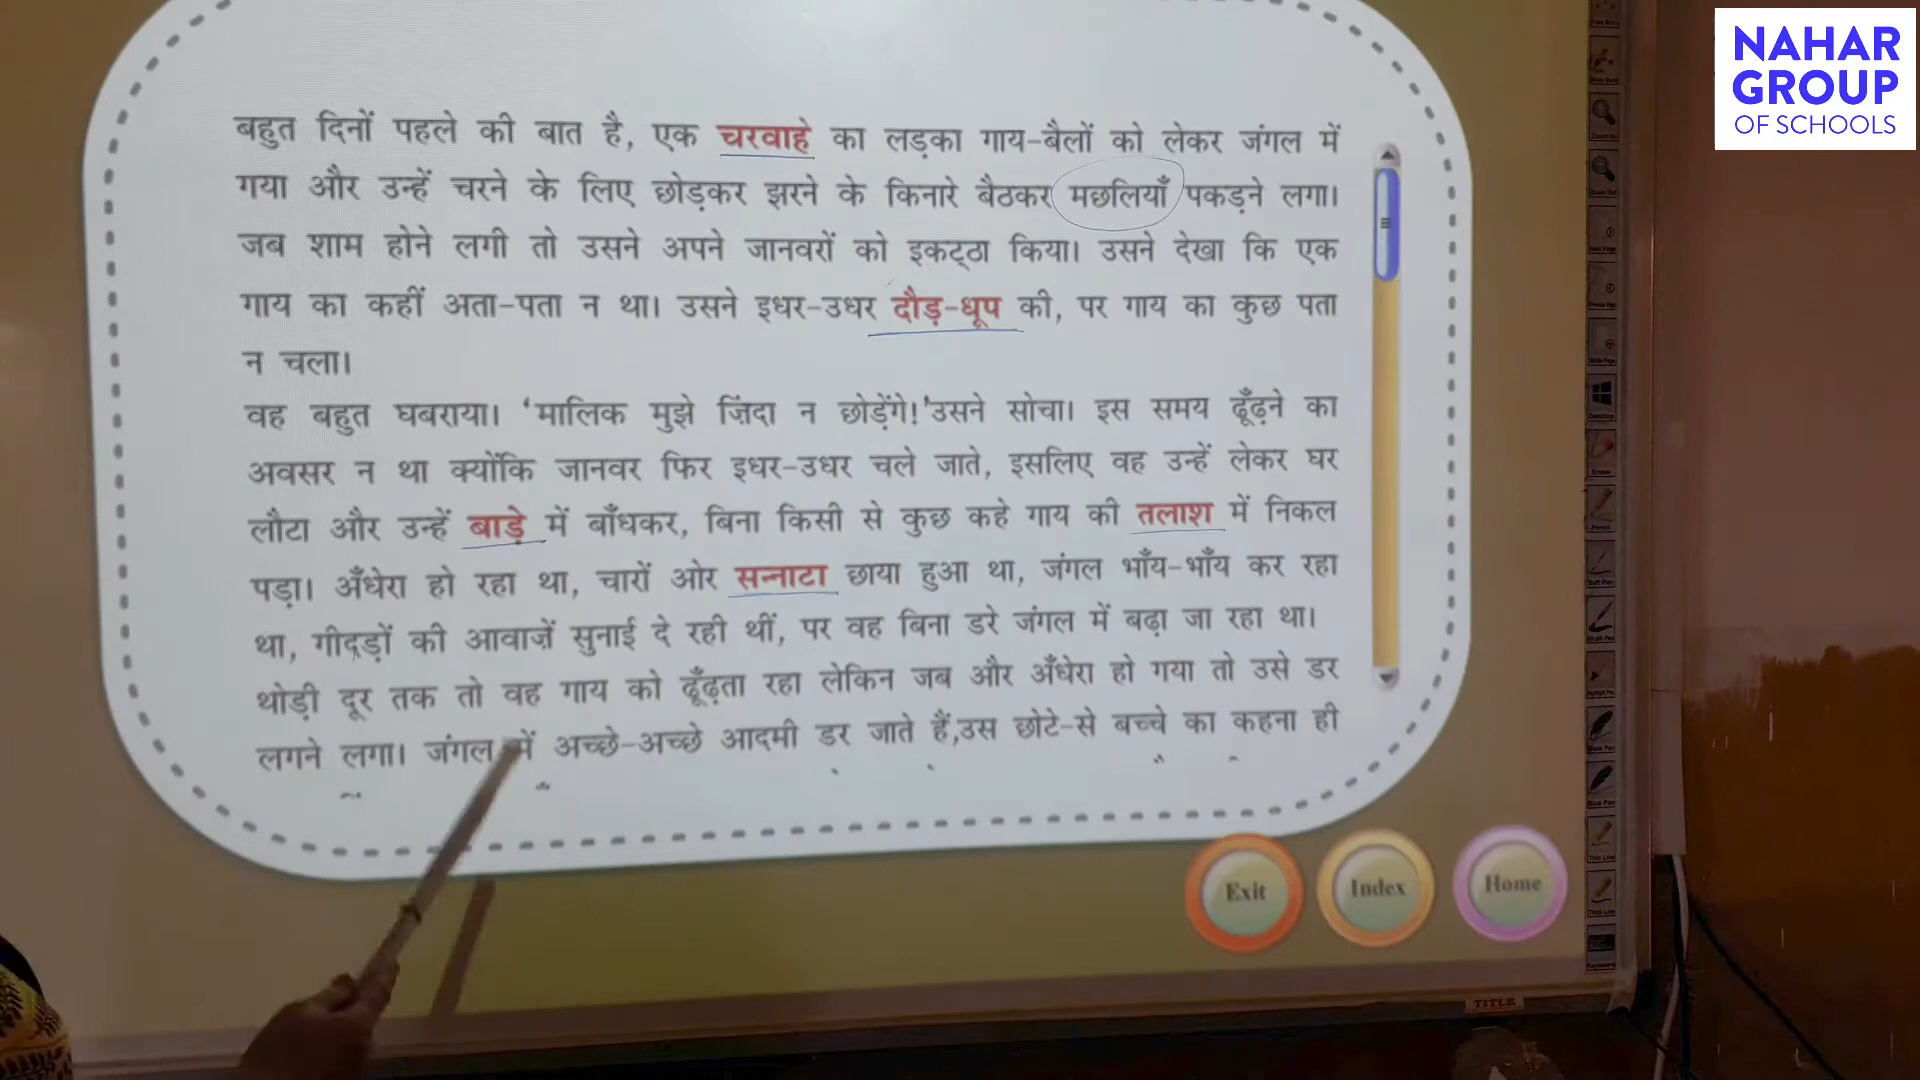 NAHAR
GROUP
OF SCHOOLS
बहुत दिनों पहले की बात है, एक चरवाहे का लड़का गाय-बैलों को लेकर जंगल में
गया और उन्हें चरने के लिए छोड़कर झरने के किनारे बैठकर मछलियाँ पकड़ने लगा।
जब शाम होने लगी तो उसने अपने जानवरों को इकट्ठा किया। उसने देखा कि एक
गाय का कहीं अता-पता न था। उसने इधर-उधर दौड़-धूप की, पर गाय का कुछ पता
न चला।
वह बहुत घबराया। ‘मालिक मुझे ज़िंदा न छोड़ेंगे!’उसने सोचा। इस समय ढूँढ़ने का
अवसर न था क्योंकि जानवर फिर इधर-उधर चले जाते, इसलिए वह उन्हें लेकर घर
लौटा और उन्हें बाड़े में बाँधकर, बिना किसी से कुछ कहे गाय की तलाश में निकल
पड़ा। अँधेरा हो रहा था, चारों ओर सन्नाटा छाया हुआ था, जंगल भाँय-भाँय कर रहा
था, गीदड़ों की आवाज़ें सुनाई दे रही थीं, पर वह बिना डरे जंगल में बढ़ा जा रहा था।
थोड़ी दूर तक तो वह गाय को ढूँढ़ता रहा लेकिन जब और अँधेरा हो गया तो उसे डर
लगने लगा। जंगल में अच्छे-अच्छे आदमी डर जाते हैं,उस छोटे-से बच्चे का कहना ही
Exit Index Home
TITLE